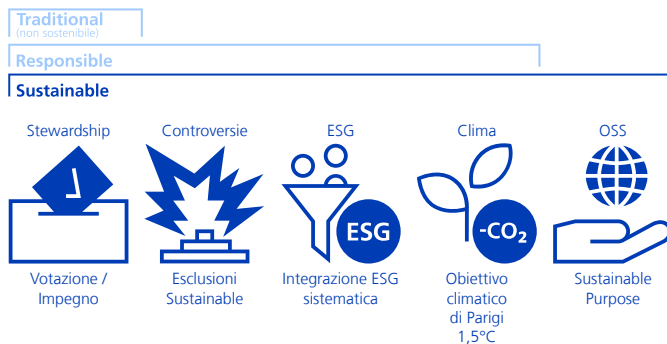 Traditional
(non sostenibile)
Responsible
Sustainable
Stewardship
Controversie
ESG
Clima
OSS
ESG
-CO₂
Votazione /
Impegno
Esclusioni
Sustainable
Integrazione ESG
sistematica
Obiettivo
climatico
di Parigi
1,5°C
Sustainable
Purpose